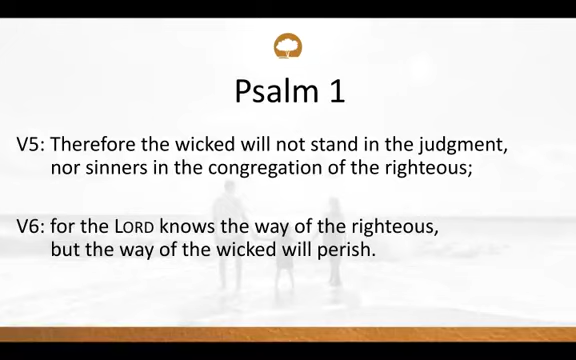 Psalm 1
V5: Therefore the wicked will not stand in the judgment,
nor sinners in the congregation of the righteous;
V6: for the LORD knows the way of the righteous,
but the way of the wicked will perish.